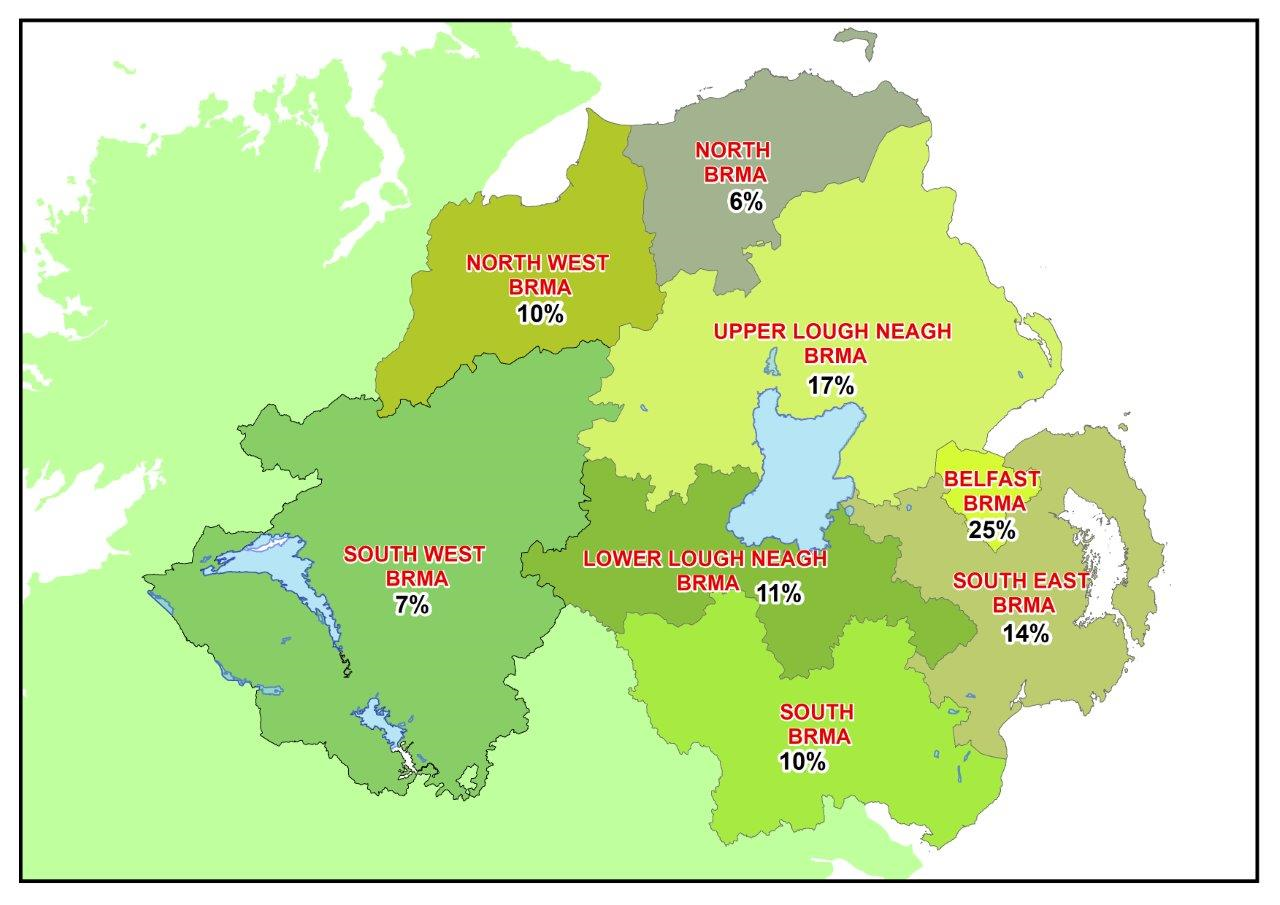 NORTH
BRMA
6%
NORTH WEST
BRMA
10%
UPPER LOUGH NEAGH
BRMA
17%
BELFAST
BRMA
25%
SOUTH WEST
BRMA
7%
LOWER LOUGH NEAGH
BRMA 11%
SOUTH EAST
BRMA
14%
SOUTH
BRMA
10%